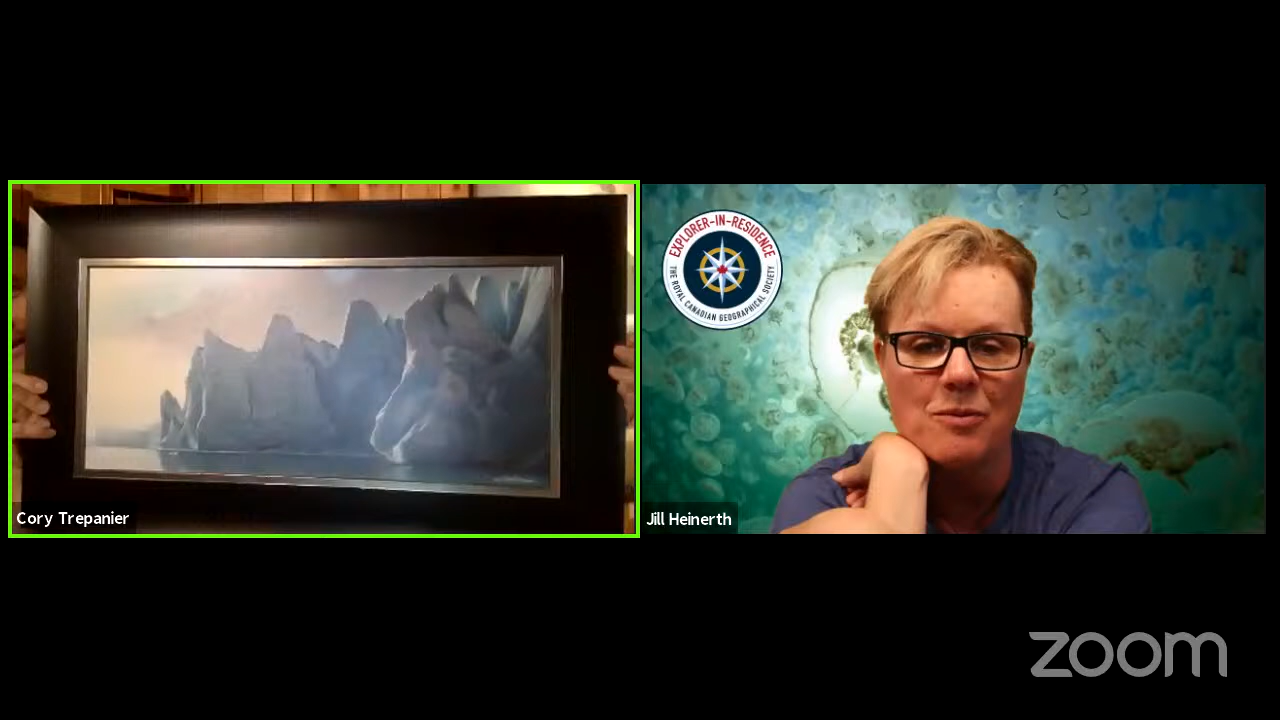 EXPLORER-IN-RESIDENCE
THE ROYAL CANADIAN GEOGRAPHICAL SOCIETY
Cory Trepanier
Jill Heinerth
zoom